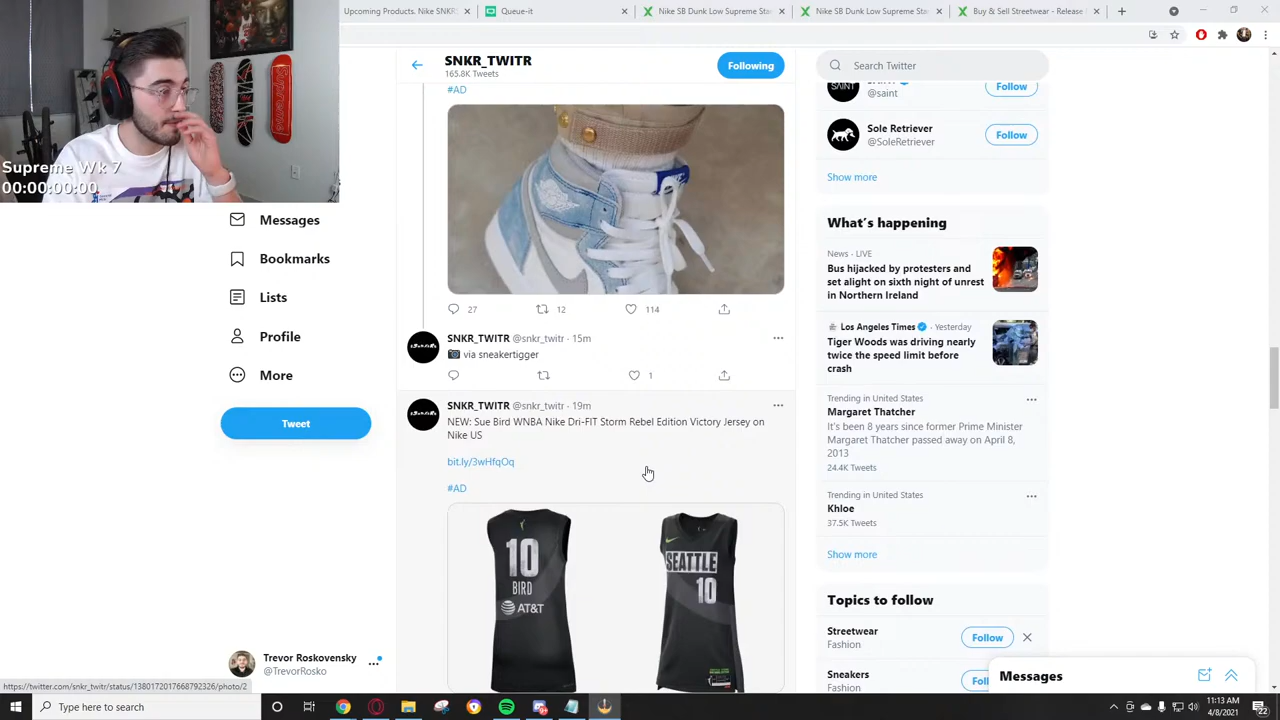 Upcoming Products. Nike SNKR
Queue-it
Nike SB Dunk Low Supreme Sta
Nike SB Dunk Low Supreme Sta
Buy & Sell Streetwear - Release
Supreme Wk 7
00:00:00:00
Messages
Bookmarks
Lists
Profile
More
Tweet
Trevor Roskovensky
@TrevorRosko
SNKR_TWITR
165.8K Tweets
Following
#AD
27 12 114
SNKR_TWITR @snkr_twitr · 15m
📷 via sneakertigger
1
SNKR_TWITR @snkr_twitr · 19m
NEW: Sue Bird WNBA Nike Dri-FIT Storm Rebel Edition Victory Jersey on
Nike US
bit.ly/3wHfqOq
#AD
10
BIRD
AT&T
SEATTLE
10
Search Twitter
@saint
Follow
Sole Retriever
@SoleRetriever
Follow
Show more
What's happening
News · LIVE
Bus hijacked by protesters and
set alight on sixth night of unrest
in Northern Ireland
Los Angeles Times · Yesterday
Tiger Woods was driving nearly
twice the speed limit before
crash
Trending in United States
Margaret Thatcher
It's been 8 years since former Prime Minister
Margaret Thatcher passed away on April 8,
2013
24.4K Tweets
Trending in United States
Khloe
37.5K Tweets
Show more
Topics to follow
Streetwear
Fashion
Follow
Sneakers
Fashion
Messages
https://twitter.com/snkr_twitr/status/1380172017668792326/photo/2
Type here to search
11:13 AM
4/8/2021
22